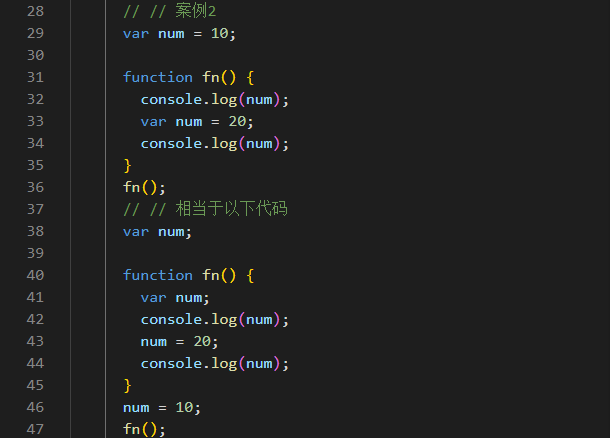 28 // // 案例2
29 var num = 10;
30
31 function fn() {
32 console.log(num);
33 var num = 20;
34 console.log(num);
35 }
36 fn();
37 // // 相当于以下代码
38 var num;
39
40 function fn() {
41 var num;
42 console.log(num);
43 num = 20;
44 console.log(num);
45 }
46 num = 10;
47 fn();